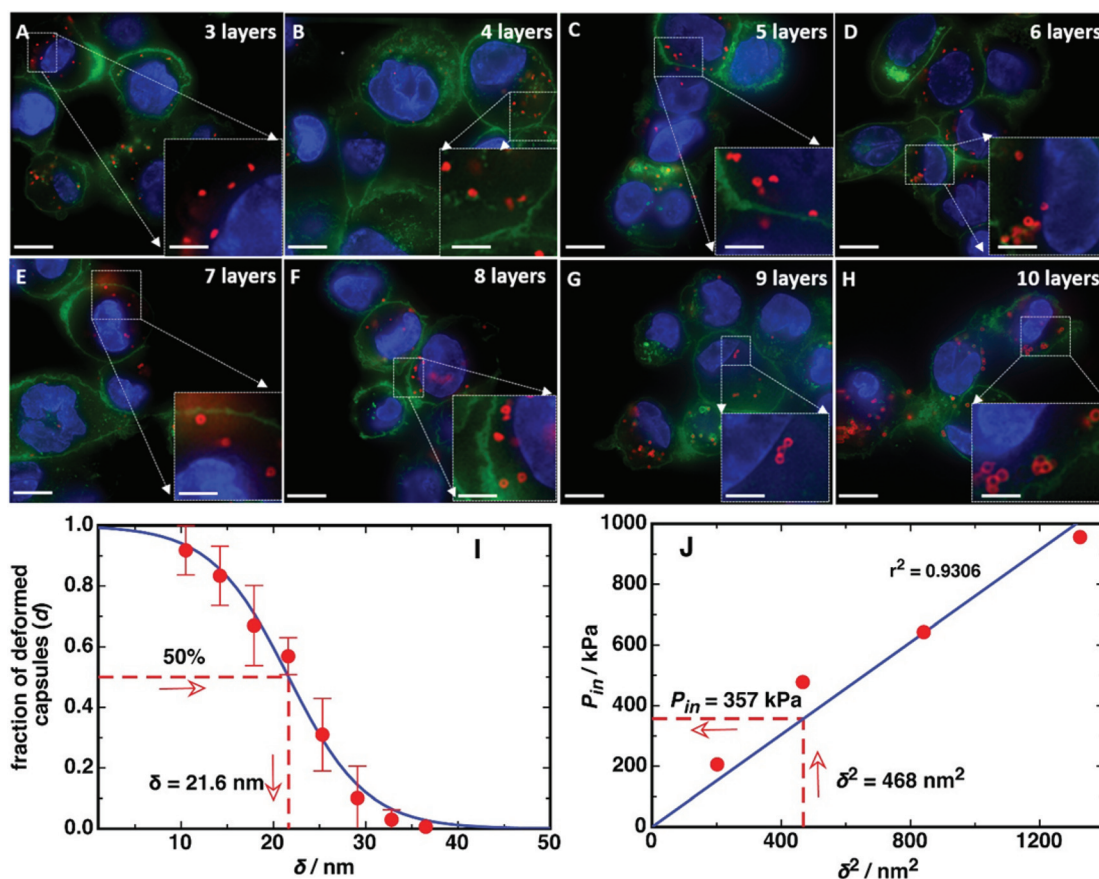 A 3 layers
B 4 layers
C 5 layers
D 6 layers
E 7 layers
F 8 layers
G 9 layers
H 10 layers
I
fraction of deformed
capsules (d)
1.0
0.8
0.6
0.4
0.2
0.0
50%
δ = 21.6 nm
10 20 30 40 50
δ / nm
J
P_in / kPa
1000
800
600
400
200
0
r² = 0.9306
P_in = 357 kPa
δ² = 468 nm²
0 400 800 1200
δ² / nm²